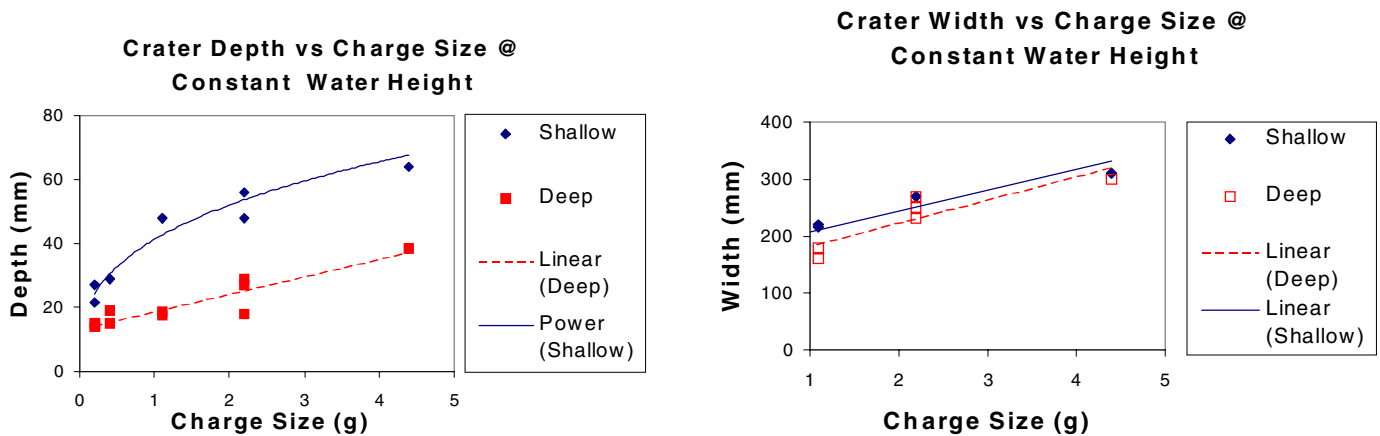 Crater Depth vs Charge Size @
Constant Water Height
80
60
40
20
0
0 1 2 3 4 5
Depth (mm)
Charge Size (g)
Shallow
Deep
Linear
(Deep)
Power
(Shallow)
Crater Width vs Charge Size @
Constant Water Height
400
300
200
100
0
1 2 3 4 5
Width (mm)
Charge Size (g)
Shallow
Deep
Linear
(Deep)
Linear
(Shallow)